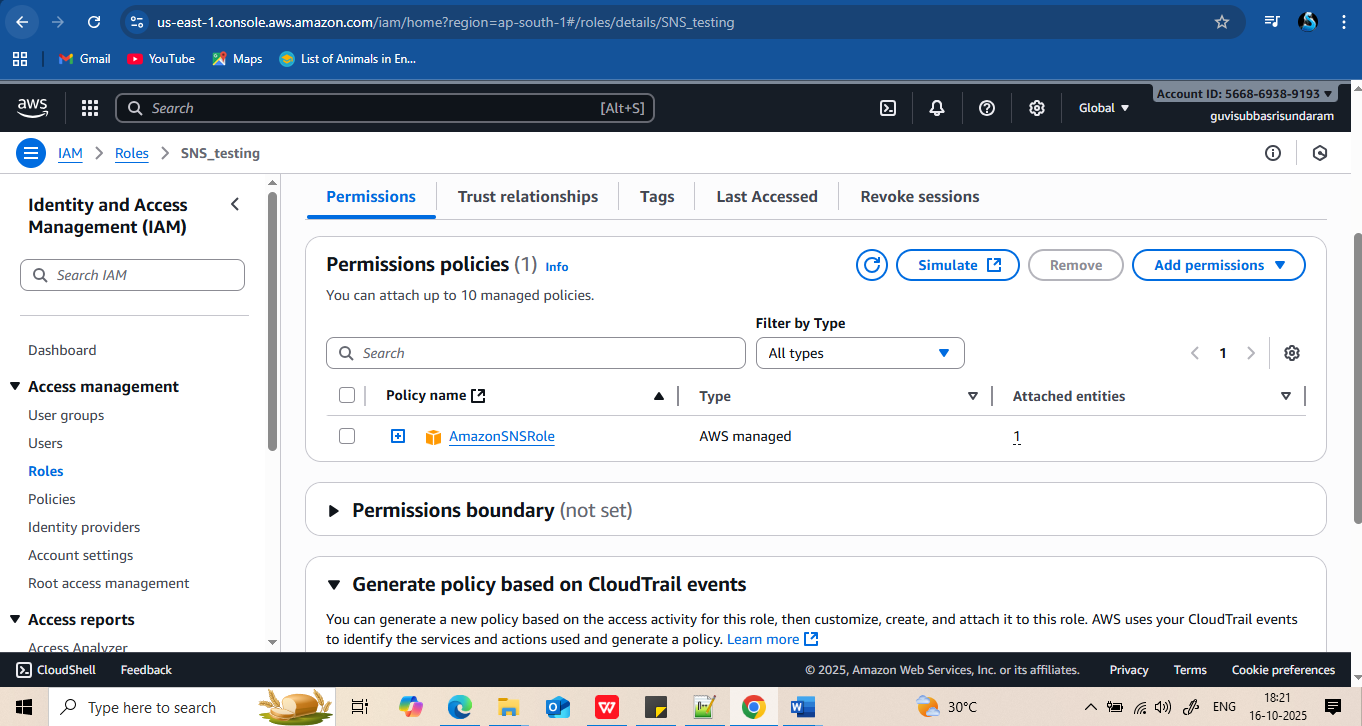 us-east-1.console.aws.amazon.com/iam/home?region=ap-south-1#/roles/details/SNS_testing
Gmail YouTube Maps List of Animals in En...
aws Search [Alt+S] Global Account ID: 5668-6938-9193
guvisubbasrisundaram
IAM Roles SNS_testing
Identity and Access
Management (IAM)
Search IAM
Dashboard
Access management
User groups
Users
Roles
Policies
Identity providers
Account settings
Root access management
Access reports
Access Analyzer
Permissions Trust relationships Tags Last Accessed Revoke sessions
Permissions policies (1) Info Simulate Remove Add permissions
You can attach up to 10 managed policies.
Filter by Type
Search All types 1
Policy name Type Attached entities
AmazonSNSRole AWS managed 1
Permissions boundary (not set)
Generate policy based on CloudTrail events
You can generate a new policy based on the access activity for this role, then customize, create, and attach it to this role. AWS uses your CloudTrail events
to identify the services and actions used and generate a policy. Learn more
CloudShell Feedback © 2025, Amazon Web Services, Inc. or its affiliates. Privacy Terms Cookie preferences
Type here to search 30°C ENG 18:21
16-10-2025